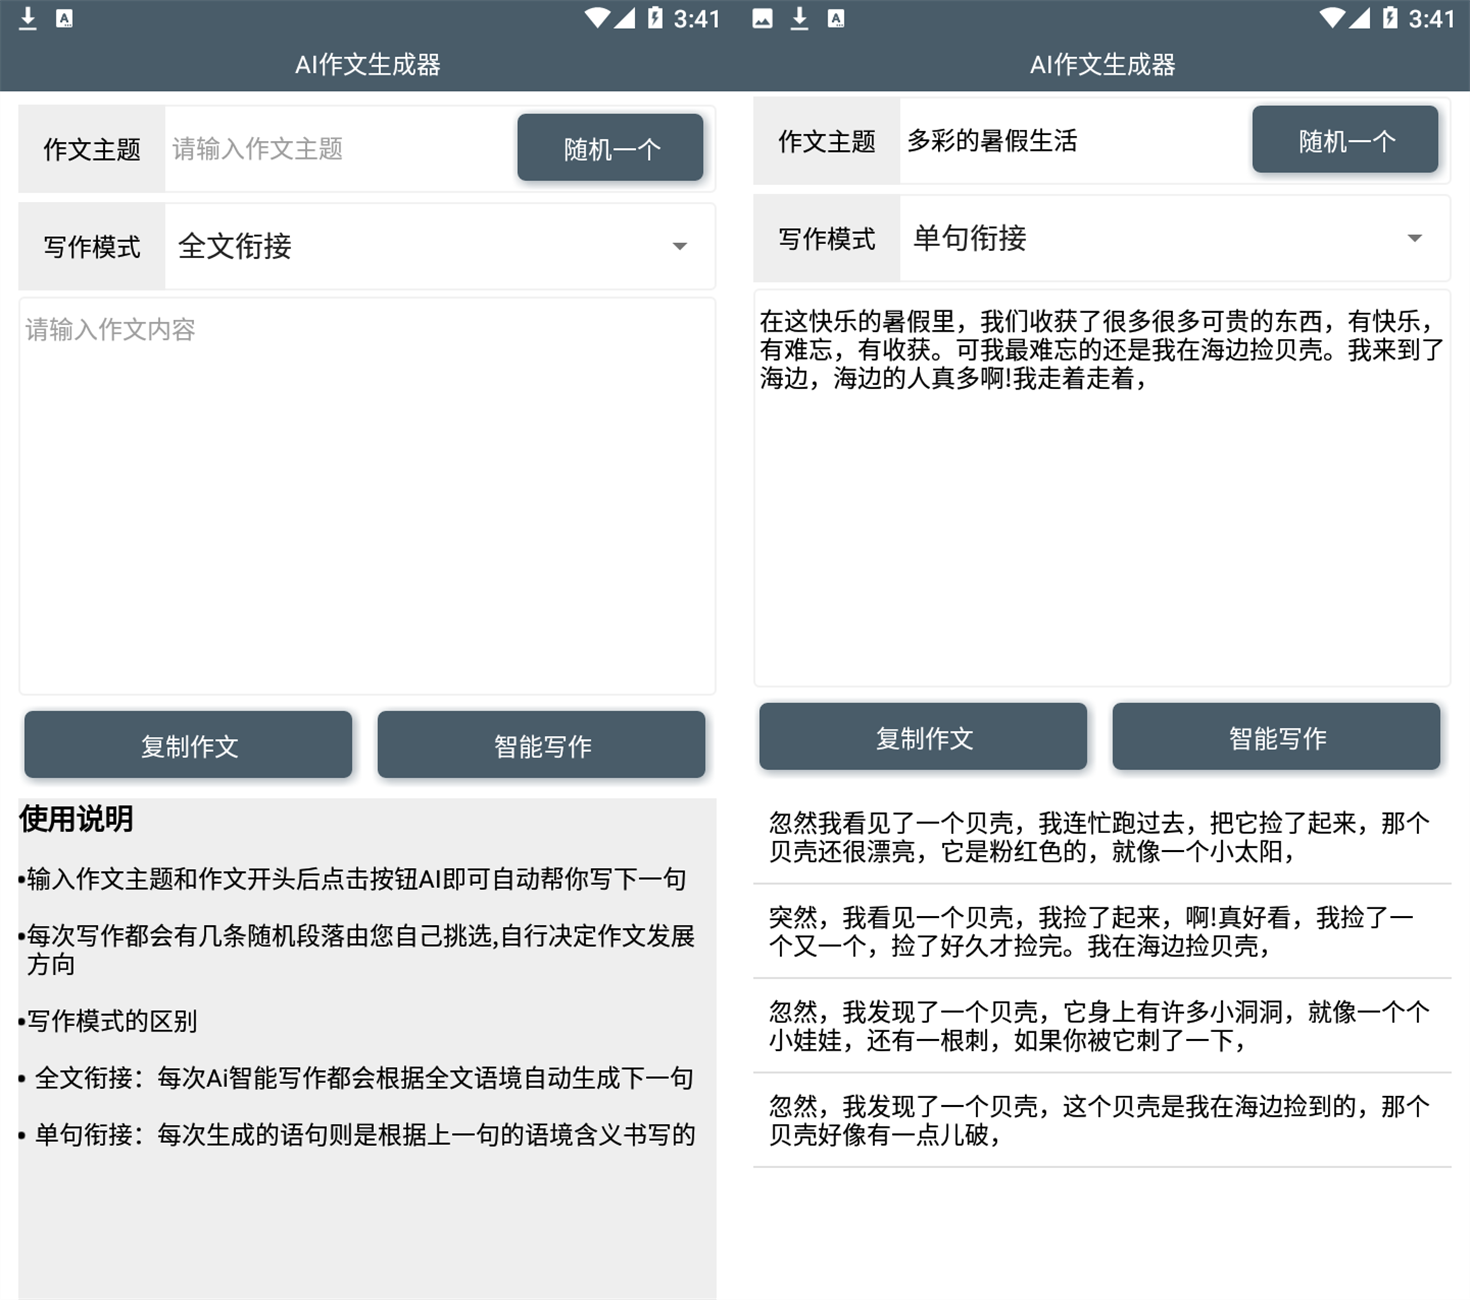 3:41
AI作文生成器
作文主题
请输入作文主题
随机一个
写作模式
全文衔接
请输入作文内容
复制作文
智能写作
使用说明
•输入作文主题和作文开头后点击按钮AI即可自动帮你写下一句
•每次写作都会有几条随机段落由您自己挑选,自行决定作文发展
方向
•写作模式的区别
• 全文衔接：每次Ai智能写作都会根据全文语境自动生成下一句
• 单句衔接：每次生成的语句则是根据上一句的语境含义书写的
A
3:41
AI作文生成器
作文主题
多彩的暑假生活
随机一个
写作模式
单句衔接
在这快乐的暑假里，我们收获了很多很多可贵的东西，有快乐，
有难忘，有收获。可我最难忘的还是我在海边捡贝壳。我来到了
海边，海边的人真多啊!我走着走着，
复制作文
智能写作
忽然我看见了一个贝壳，我连忙跑过去，把它捡了起来，那个
贝壳还很漂亮，它是粉红色的，就像一个小太阳，
突然，我看见一个贝壳，我捡了起来，啊!真好看，我捡了一
个又一个，捡了好久才捡完。我在海边捡贝壳，
忽然，我发现了一个贝壳，它身上有许多小洞洞，就像一个个
小娃娃，还有一根刺，如果你被它刺了一下，
忽然，我发现了一个贝壳，这个贝壳是我在海边捡到的，那个
贝壳好像有一点儿破，